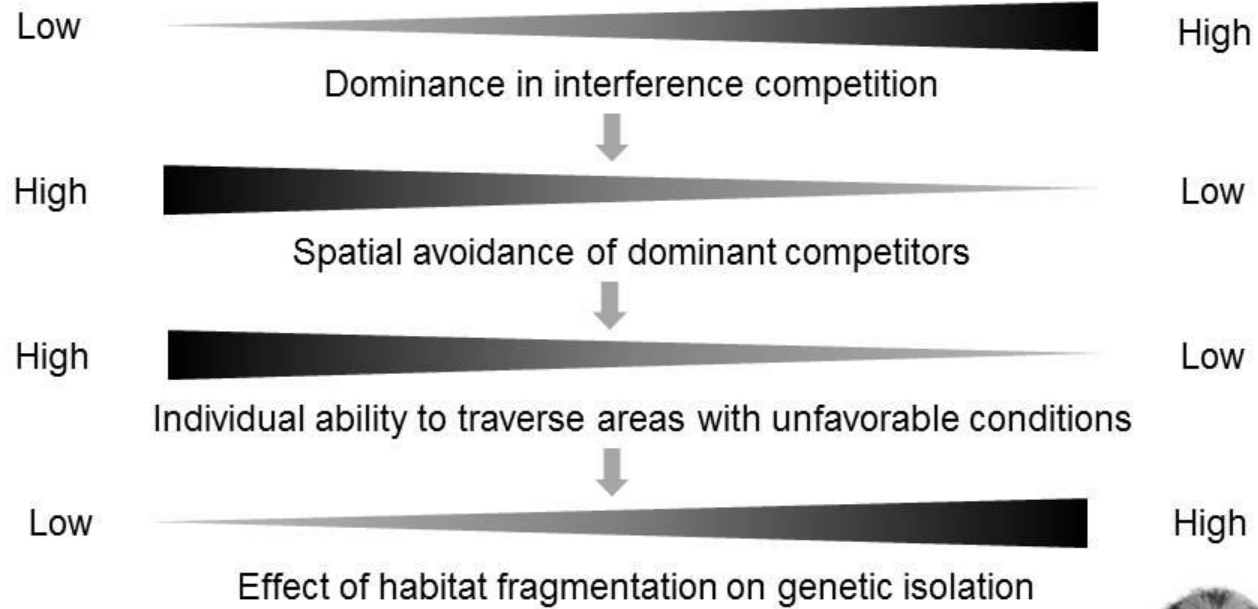 Low High
Dominance in interference competition
High Low
Spatial avoidance of dominant competitors
High Low
Individual ability to traverse areas with unfavorable conditions
Low High
Effect of habitat fragmentation on genetic isolation